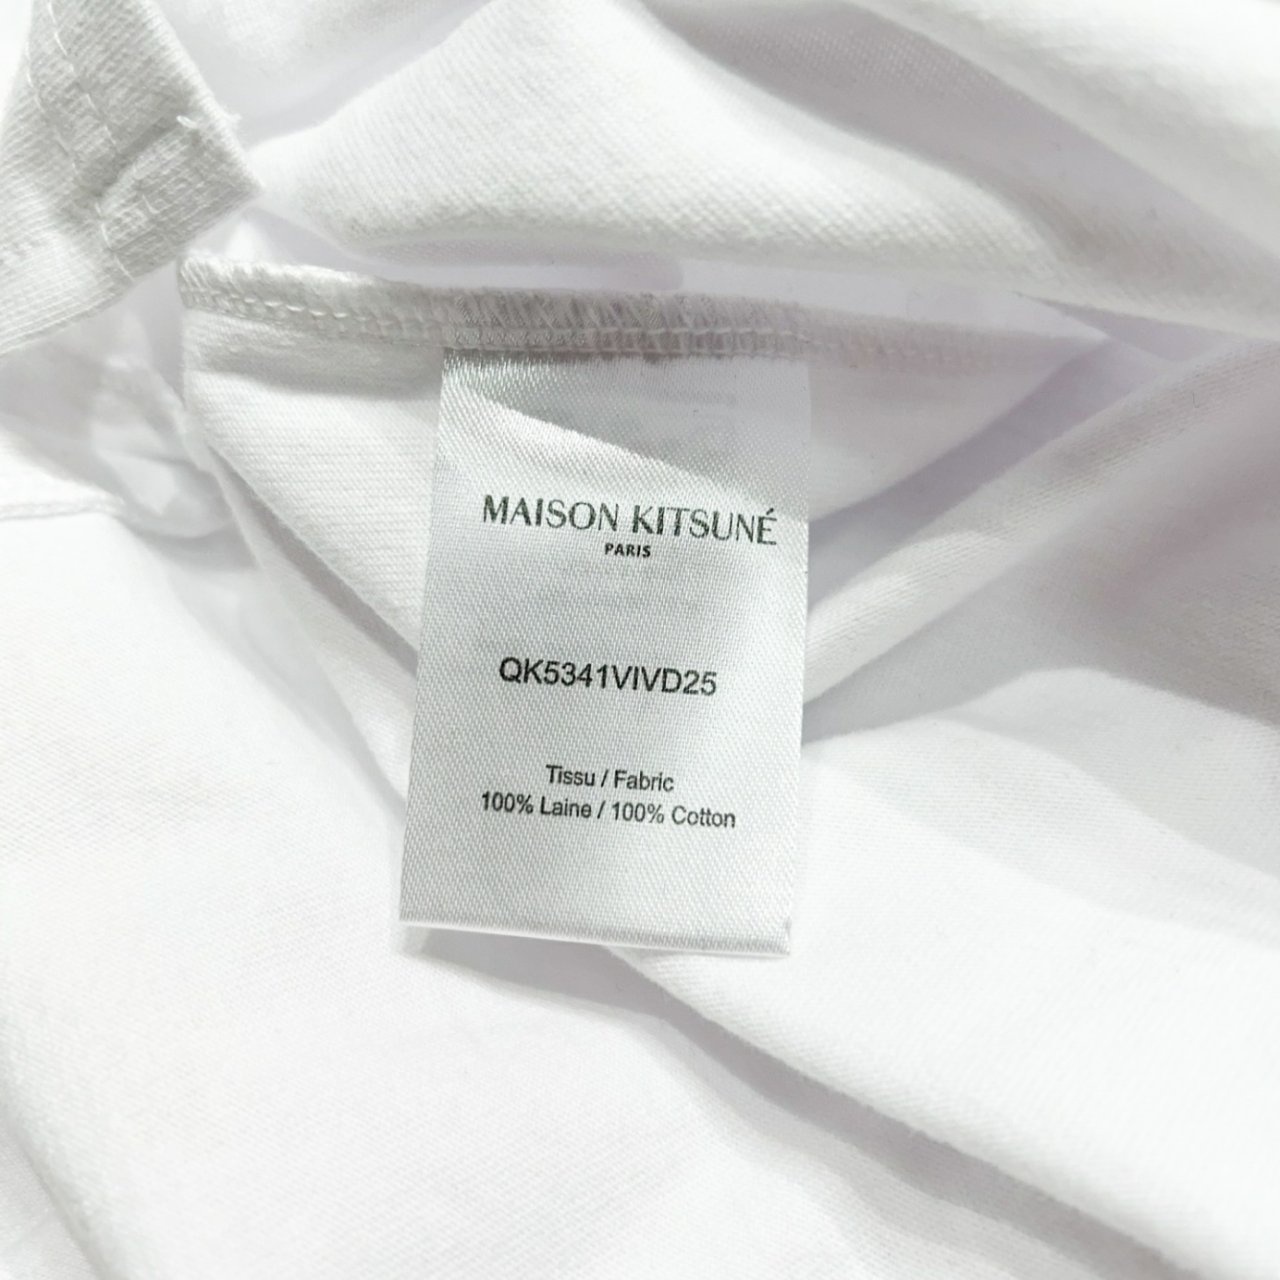 MAISON KITSUNÉ
PARIS
QK5341VIVD25
Tissu / Fabric
100% Laine / 100% Cotton